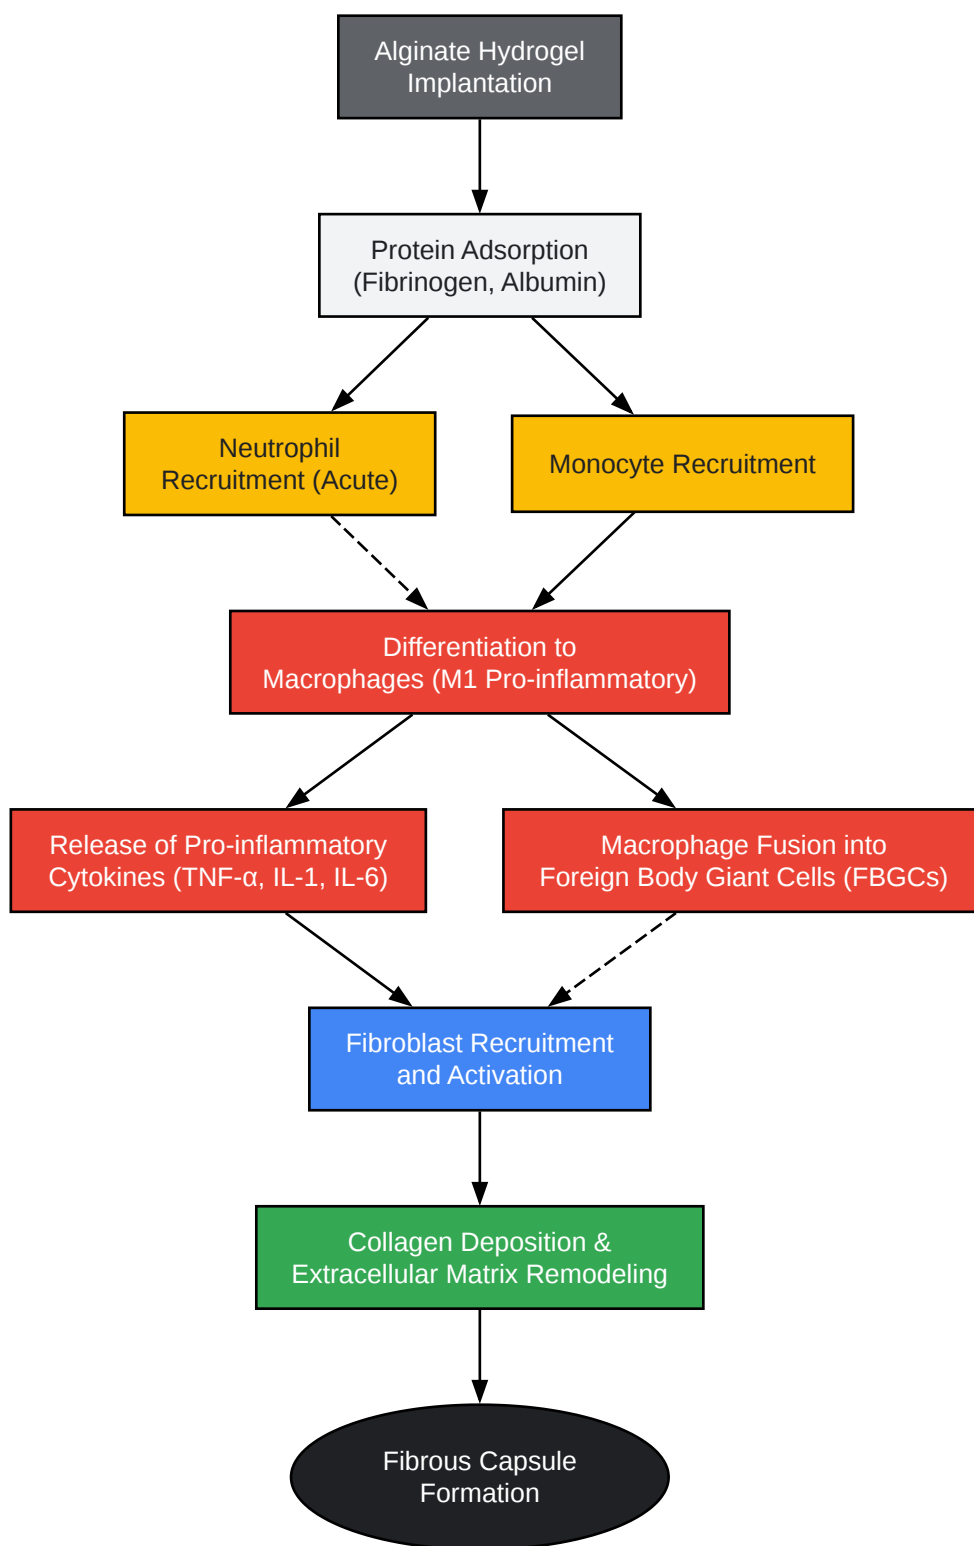 Alginate Hydrogel
Implantation
Protein Adsorption
(Fibrinogen, Albumin)
Neutrophil
Recruitment (Acute)
Monocyte Recruitment
Differentiation to
Macrophages (M1 Pro-inflammatory)
Release of Pro-inflammatory
Cytokines (TNF-α, IL-1, IL-6)
Macrophage Fusion into
Foreign Body Giant Cells (FBGCs)
Fibroblast Recruitment
and Activation
Collagen Deposition &
Extracellular Matrix Remodeling
Fibrous Capsule
Formation